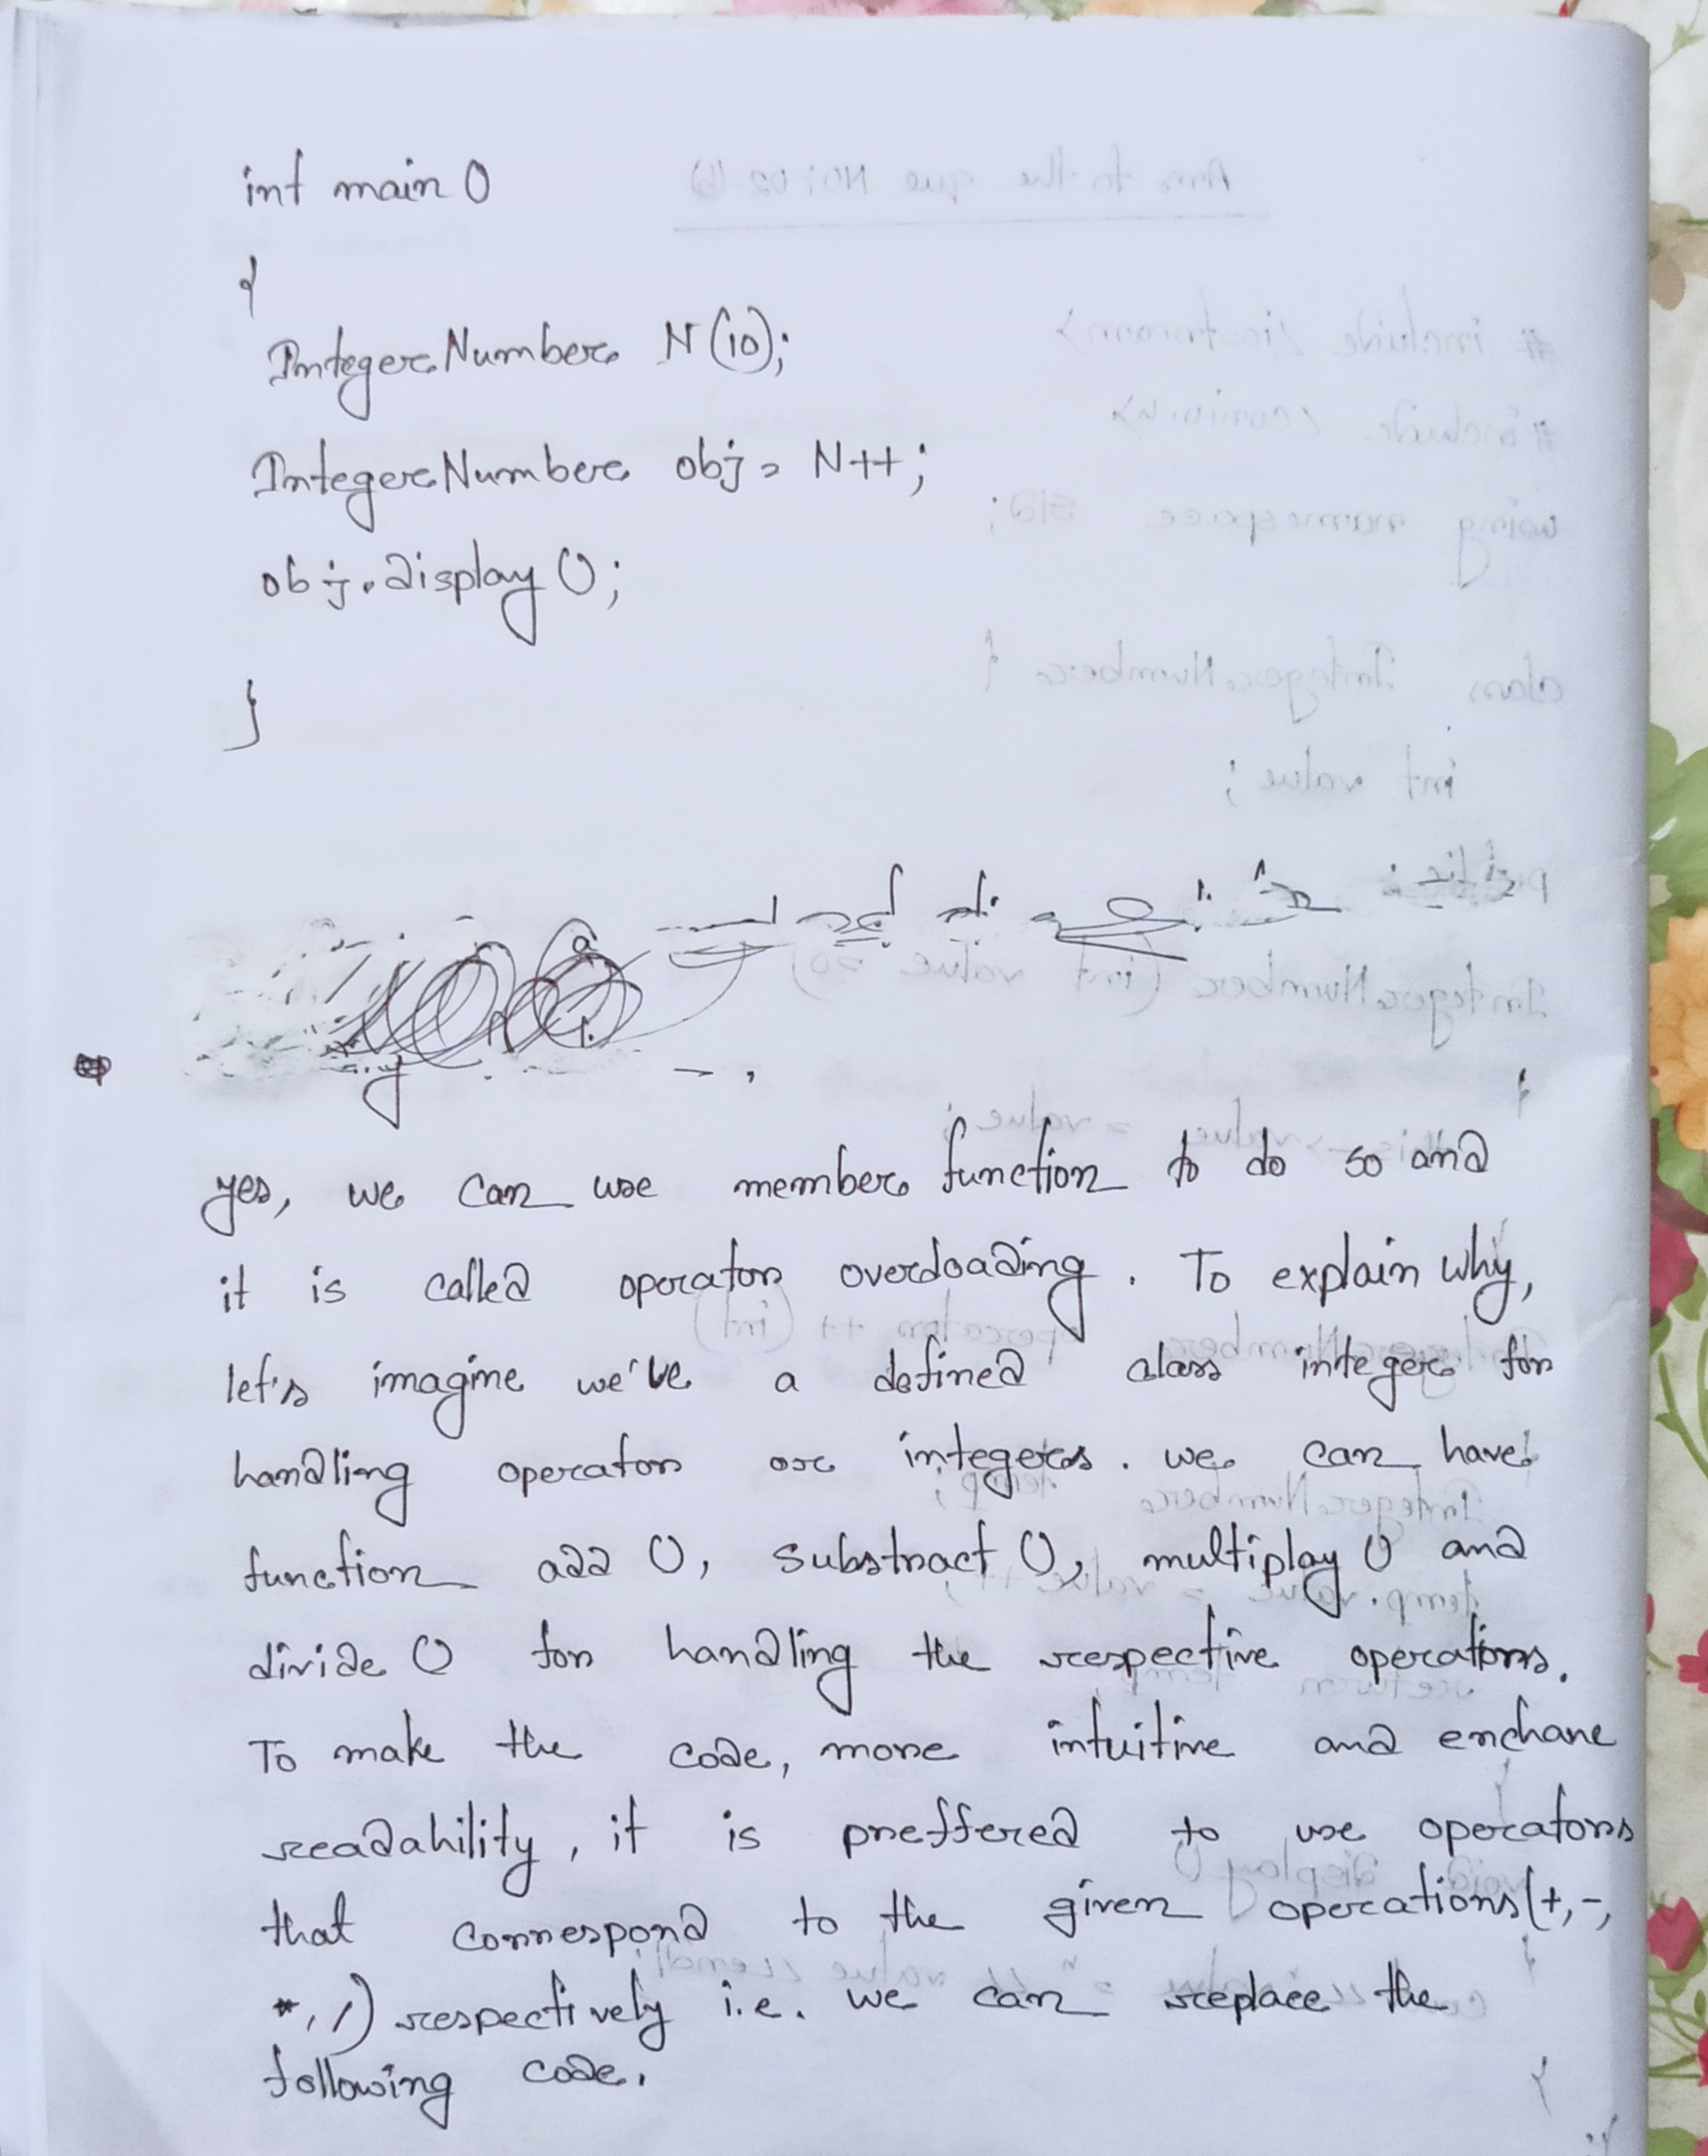 int main ()
{
IntegerNumber N(10);
IntegerNumber obj = N++;
obj.display ();
}
yes, we can use member function to do so and
it is called operator overloading. To explain why,
let's imagine we've a defined class integer for
handling operator or integers. we can have
function add (), substract (), multiplay () and
divide () for handling the respective operations.
To make the code, more intuitive and enchane
readability, it is preffered to use operators
that correspond to the given operations (+, -,
*, /) respectively i.e. we can replace the
following code.